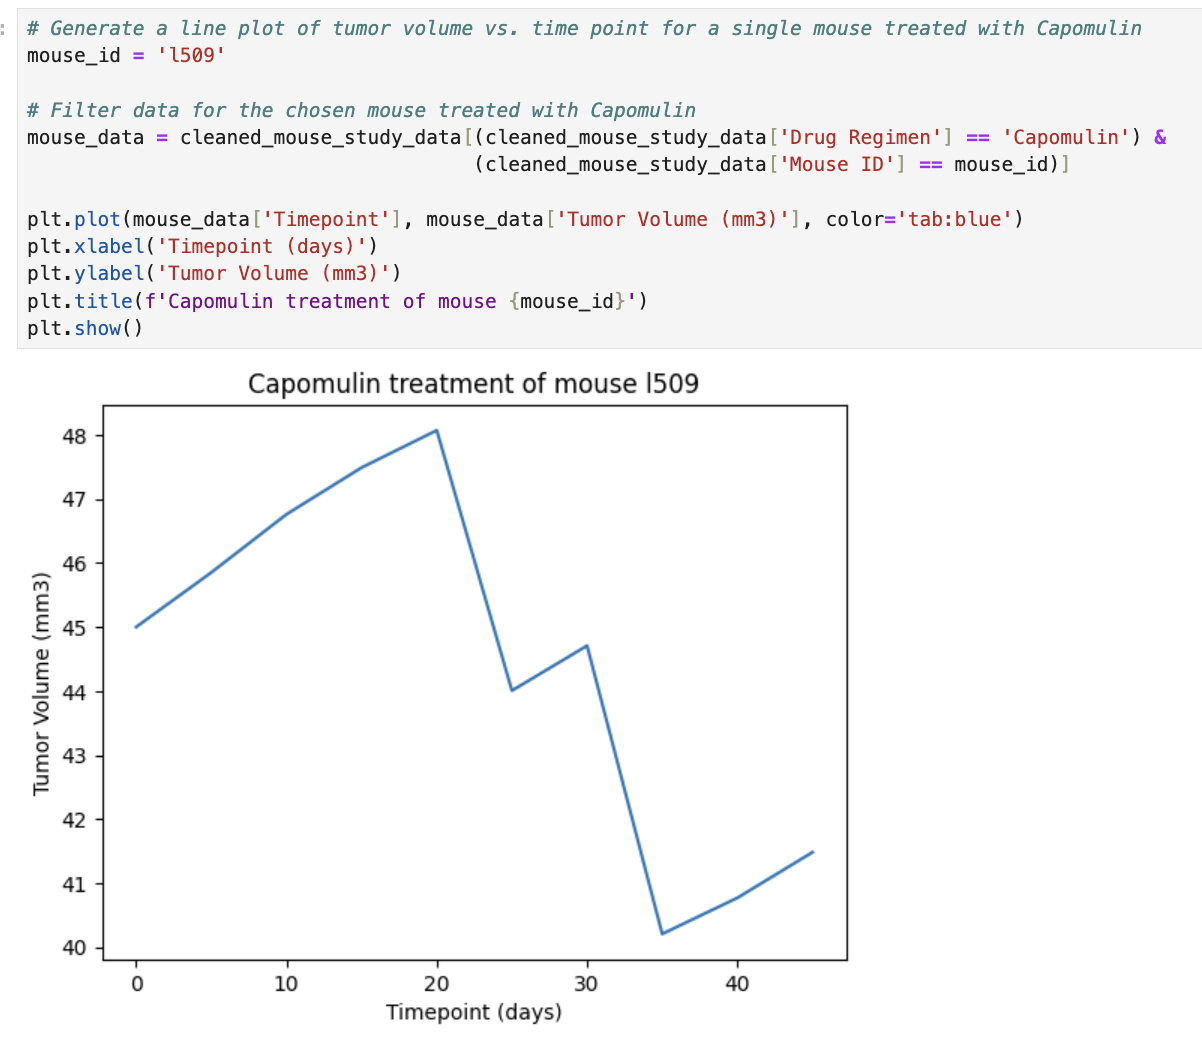 :
# Generate a line plot of tumor volume vs. time point for a single mouse treated with Capomulin
mouse_id = 'l509'
# Filter data for the chosen mouse treated with Capomulin
mouse_data = cleaned_mouse_study_data[(cleaned_mouse_study_data['Drug Regimen'] == 'Capomulin') &
(cleaned_mouse_study_data['Mouse ID'] == mouse_id)]
plt.plot(mouse_data['Timepoint'], mouse_data['Tumor Volume (mm3)'], color='tab:blue')
plt.xlabel('Timepoint (days)')
plt.ylabel('Tumor Volume (mm3)')
plt.title(f'Capomulin treatment of mouse {mouse_id}')
plt.show()
Capomulin treatment of mouse l509
48
47
46
45
44
43
42
41
40
Tumor Volume (mm3)
0 10 20 30 40
Timepoint (days)